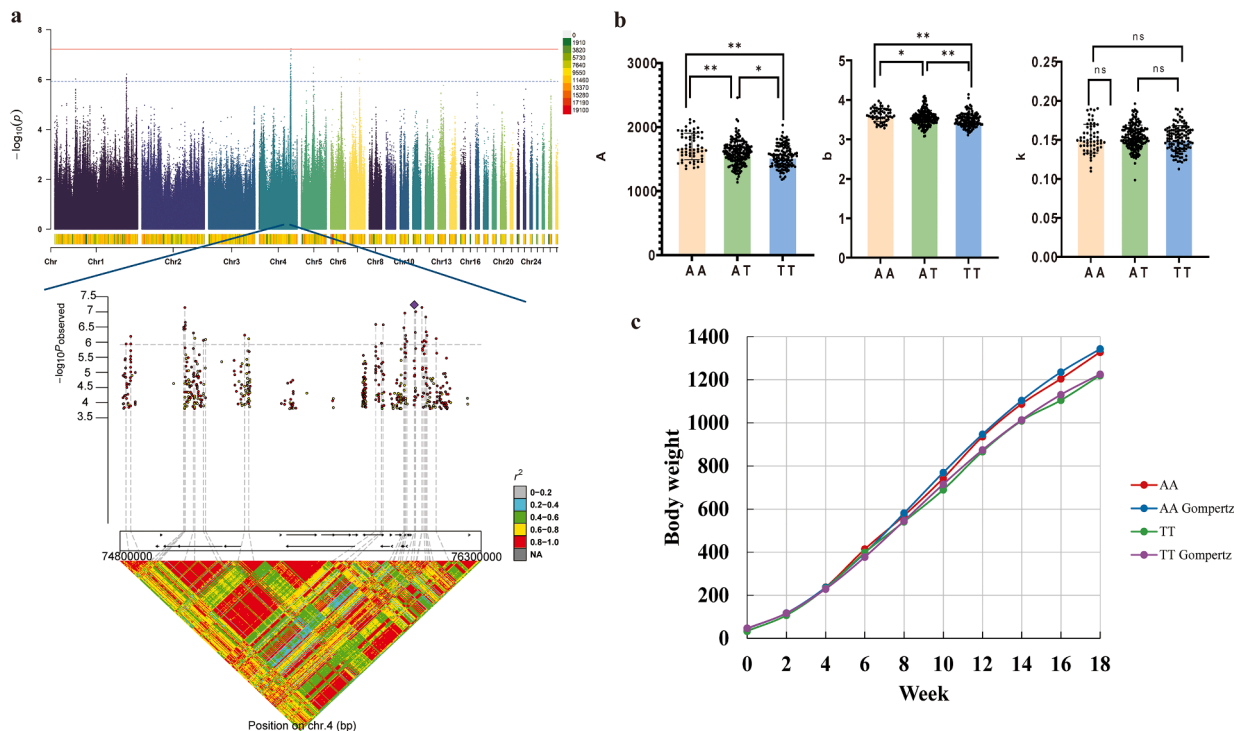 a
8
6
4
2
0
−log10(p)
0
1910
3820
5730
7640
9550
11460
13370
15280
17190
19100
Chr Chr1 Chr2 Chr3 Chr4 Chr5 Chr6 Chr8 Chr10 Chr13 Chr16 Chr20 Chr24
7.5
7
6.5
6
5.5
5
4.5
4
3.5
−log10Pobserved
r2
0−0.2
0.2−0.4
0.4−0.6
0.6−0.8
0.8−1.0
NA
74800000 76300000
Position on chr.4 (bp)
b
3000
2000
1000
0
A
**
** *
AA AT TT
5
4
3
2
1
0
b
**
* **
AA AT TT
0.25
0.20
0.15
0.10
0.05
0.00
k
ns
ns ns
AA AT TT
c
1400
1200
1000
800
600
400
200
0
Body weight
0 2 4 6 8 10 12 14 16 18
Week
AA
AA Gompertz
TT
TT Gompertz